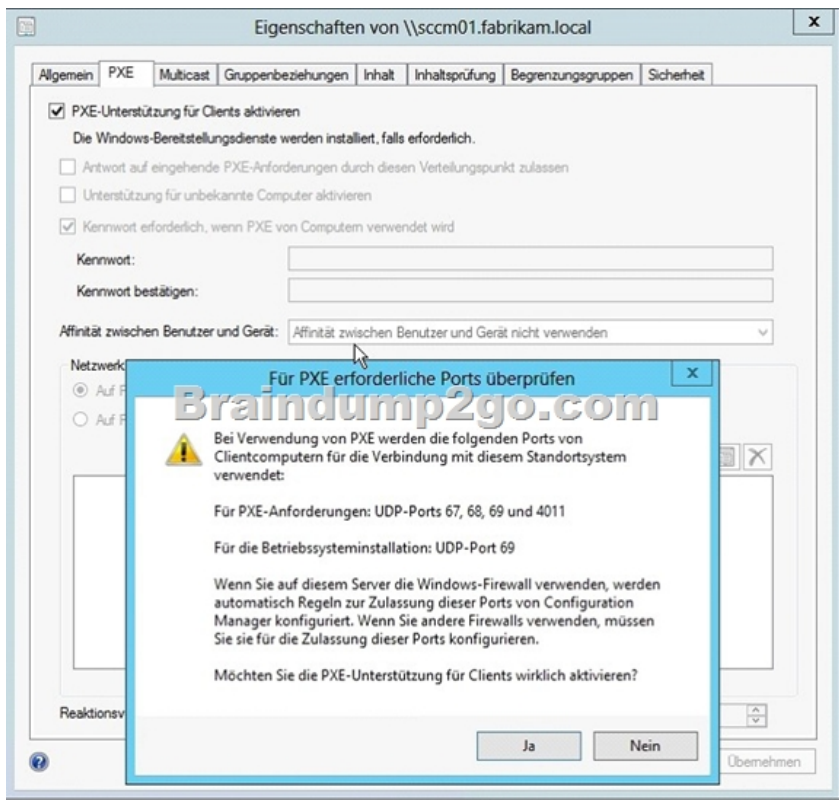 Eigenschaften von \\sccm01.fabrikam.local
x
Allgemein PXE Multicast Gruppenbeziehungen Inhalt Inhaltsprüfung Begrenzungsgruppen Sicherheit
PXE-Unterstützung für Clients aktivieren
Die Windows-Bereitstellungsdienste werden installiert, falls erforderlich.
Antwort auf eingehende PXE-Anforderungen durch diesen Verteilungspunkt zulassen
Unterstützung für unbekannte Computer aktivieren
Kennwort erforderlich, wenn PXE von Computern verwendet wird
Kennwort:
Kennwort bestätigen:
Affinität zwischen Benutzer und Gerät: Affinität zwischen Benutzer und Gerät nicht verwenden
Netzwerk
Auf
Auf
Für PXE erforderliche Ports überprüfen
x
Braindump2go.com
Bei Verwendung von PXE werden die folgenden Ports von
Clientcomputern für die Verbindung mit diesem Standortsystem
verwendet:
Für PXE-Anforderungen: UDP-Ports 67, 68, 69 und 4011
Für die Betriebssysteminstallation: UDP-Port 69
Wenn Sie auf diesem Server die Windows-Firewall verwenden, werden
automatisch Regeln zur Zulassung dieser Ports von Configuration
Manager konfiguriert. Wenn Sie andere Firewalls verwenden, müssen
Sie sie für die Zulassung dieser Ports konfigurieren.
Möchten Sie die PXE-Unterstützung für Clients wirklich aktivieren?
Reaktionsv
Ja Nein
Übernehmen